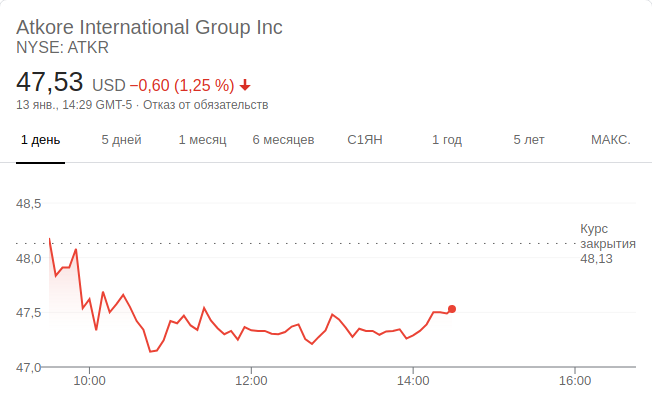 Atkore International Group Inc
NYSE: ATKR
47,53 USD −0,60 (1,25 %)
13 янв., 14:29 GMT-5 · Отказ от обязательств
1 день 5 дней 1 месяц 6 месяцев С1ЯН 1 год 5 лет МАКС.
48,5
Курс
закрытия
48,13
48,0
47,5
47,0
10:00 12:00 14:00 16:00